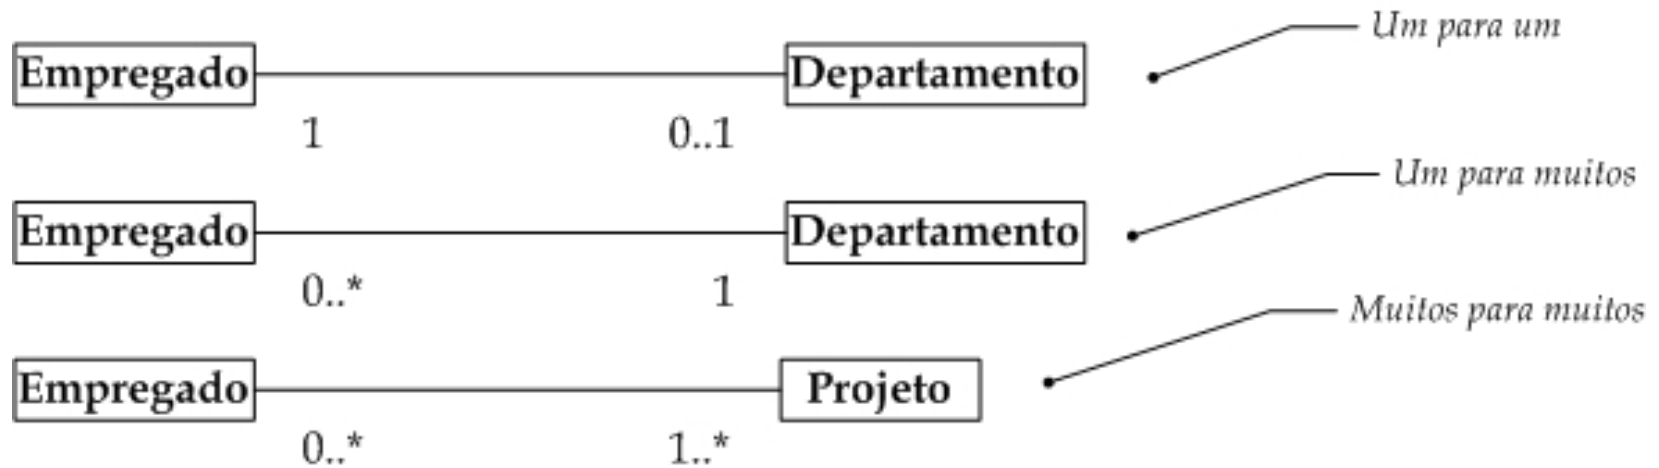 Um para um
Empregado Departamento
1 0..1
Um para muitos
Empregado Departamento
0..* 1
Muitos para muitos
Empregado Projeto
0..* 1..*